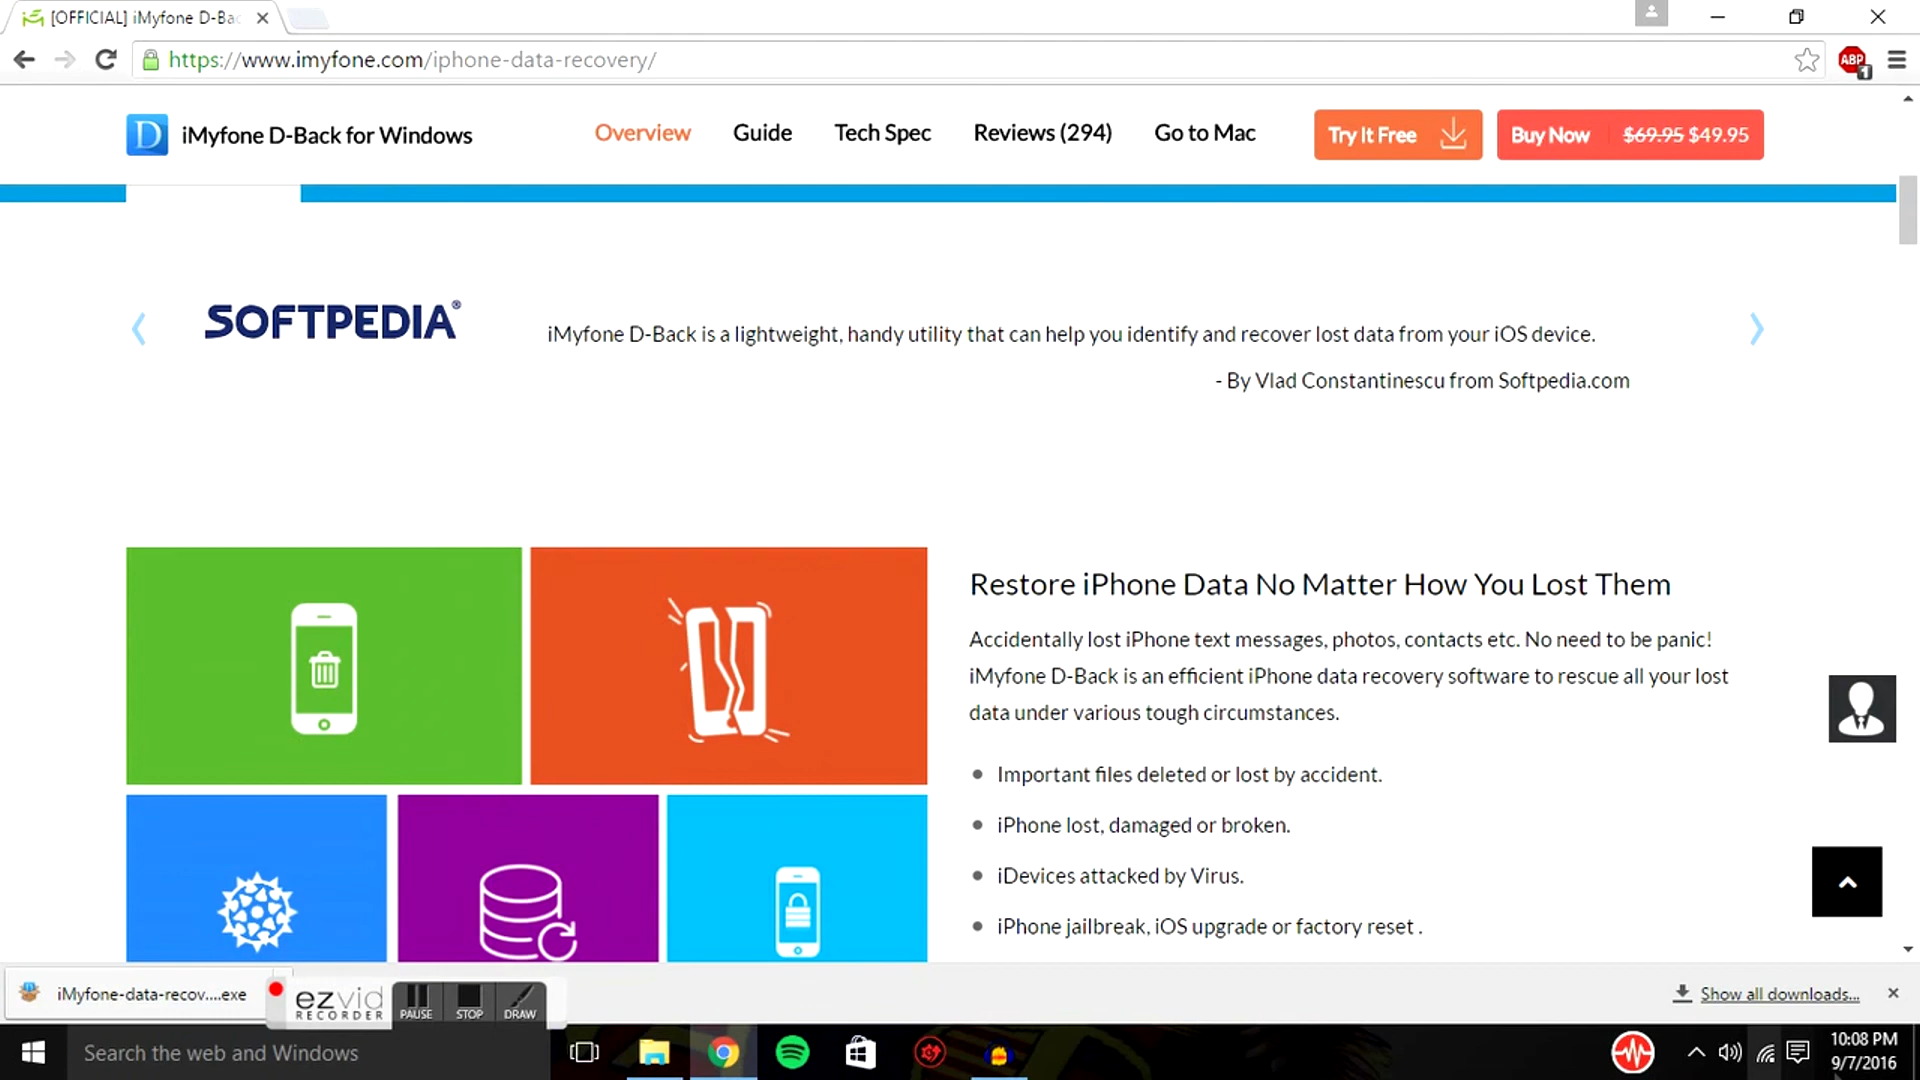 [OFFICIAL] iMyfone D-Bac
https://www.imyfone.com/iphone-data-recovery/
ABP
1
D
iMyfone D-Back for Windows
Overview
Guide
Tech Spec
Reviews (294)
Go to Mac
Try It Free
Buy Now
$69.95 $49.95
SOFTPEDIA®
iMyfone D-Back is a lightweight, handy utility that can help you identify and recover lost data from your iOS device.
- By Vlad Constantinescu from Softpedia.com
Restore iPhone Data No Matter How You Lost Them
Accidentally lost iPhone text messages, photos, contacts etc. No need to be panic!
iMyfone D-Back is an efficient iPhone data recovery software to rescue all your lost
data under various tough circumstances.
Important files deleted or lost by accident.
iPhone lost, damaged or broken.
iDevices attacked by Virus.
iPhone jailbreak, iOS upgrade or factory reset .
iMyfone-data-recov....exe
ezvid
RECORDER
PAUSE
STOP
DRAW
Show all downloads...
Search the web and Windows
10:08 PM
9/7/2016